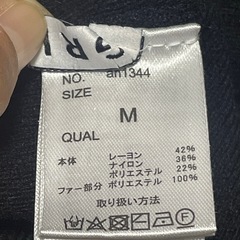 GRL
NO. an1344
SIZE
M
QUAL
本体 レーヨン 42%
ナイロン 36%
ポリエステル 22%
ファー部分 ポリエステル 100%
取り扱い方法